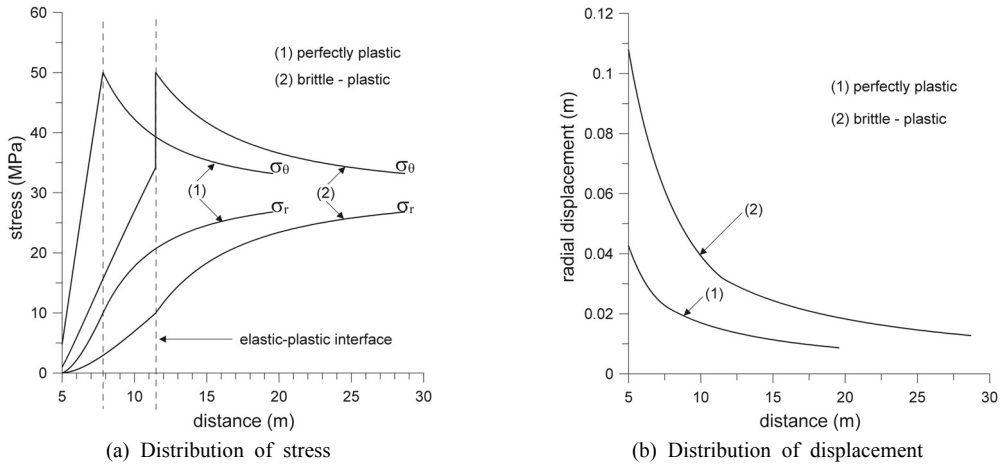 60
50
40
30
20
10
0
stress (MPa)
(1) perfectly plastic
(2) brittle - plastic
σθ
σθ
(1)
(2)
σr
σr
elastic-plastic interface
5 10 15 20 25 30
distance (m)
(a) Distribution of stress
0.12
0.1
0.08
0.06
0.04
0.02
0
radial displacement (m)
(1) perfectly plastic
(2) brittle - plastic
(2)
(1)
5 10 15 20 25 30
distance (m)
(b) Distribution of displacement